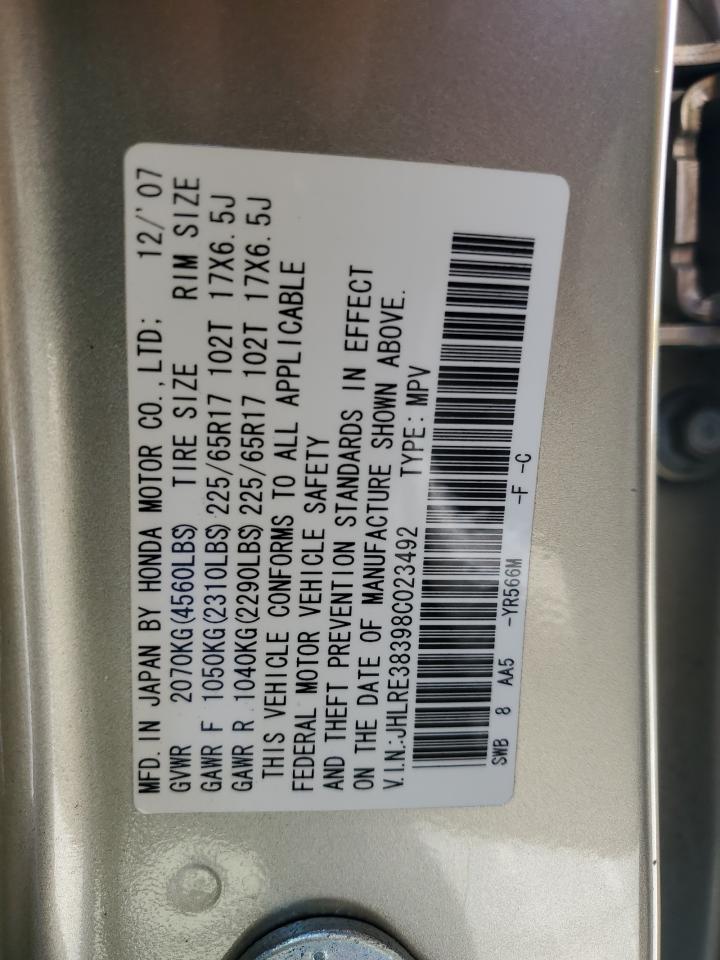 MFD. IN JAPAN BY HONDA MOTOR CO.,LTD; 12/'07
GVWR 2070KG(4560LBS) TIRE SIZE RIM SIZE
GAWR F 1050KG(2310LBS) 225/65R17 102T 17X6.5J
GAWR R 1040KG(2290LBS) 225/65R17 102T 17X6.5J
THIS VEHICLE CONFORMS TO ALL APPLICABLE
FEDERAL MOTOR VEHICLE SAFETY
AND THEFT PREVENTION STANDARDS IN EFFECT
ON THE DATE OF MANUFACTURE SHOWN ABOVE.
V.I.N.:JHLRE38398C023492 TYPE: MPV
SWB 8 AA5 -YR566M -F -C